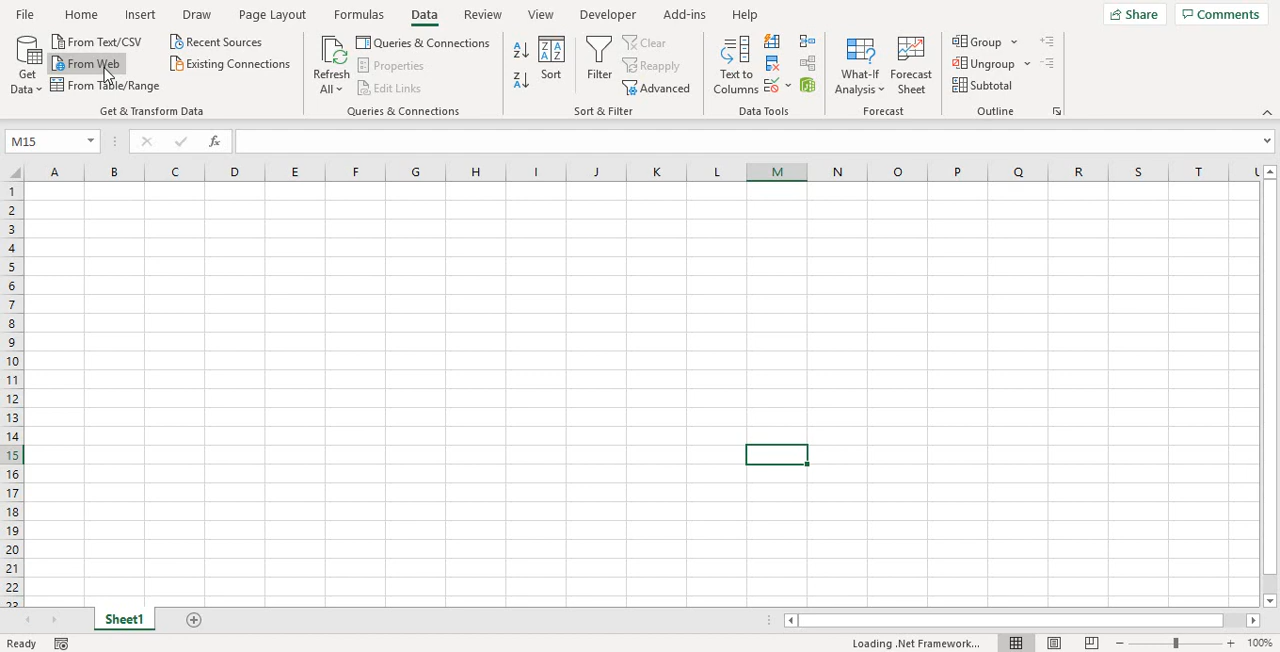 File Home Insert Draw Page Layout Formulas Data Review View Developer Add-ins Help Share Comments
Get Data From Text/CSV Recent Sources
From Web Existing Connections
From Table/Range
Refresh All Queries & Connections
Properties
Edit Links
A Z Z A Z A A Z Sort Filter Clear
Reapply
Advanced
Text to Columns
What-If Analysis Forecast Sheet
Group
Ungroup
Subtotal
Get & Transform Data Queries & Connections Sort & Filter Data Tools Forecast Outline
M15 fx
A B C D E F G H I J K L M N O P Q R S T U
1
2
3
4
5
6
7
8
9
10
11
12
13
14
15
16
17
18
19
20
21
22
23
Sheet1
Ready Loading .Net Framework... 100%